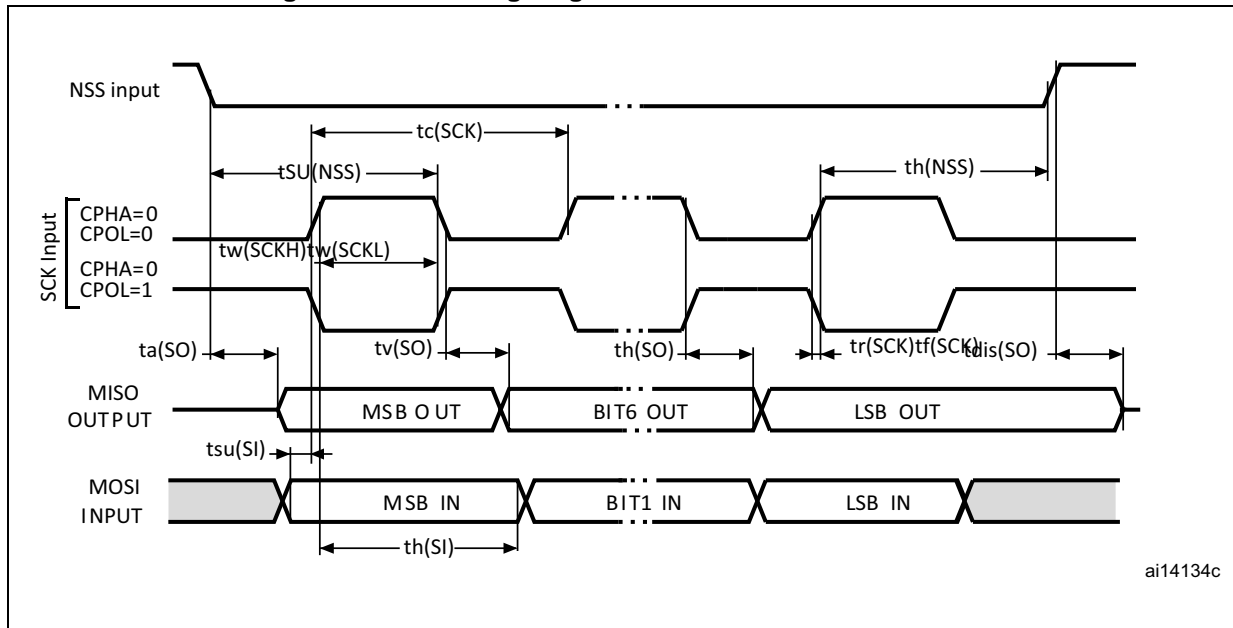 NSS input
tc(SCK)
tSU(NSS)
th(NSS)
SCK Input
CPHA=0
CPOL=0
tw(SCKH)tw(SCKL)
CPHA=0
CPOL=1
ta(SO)
tv(SO)
th(SO)
tr(SCK)tf(SCK)
tdis(SO)
MISO
OUTPUT
MSB OUT
BIT6 OUT
LSB OUT
tsu(SI)
MOSI
INPUT
MSB IN
BIT1 IN
LSB IN
th(SI)
ai14134c